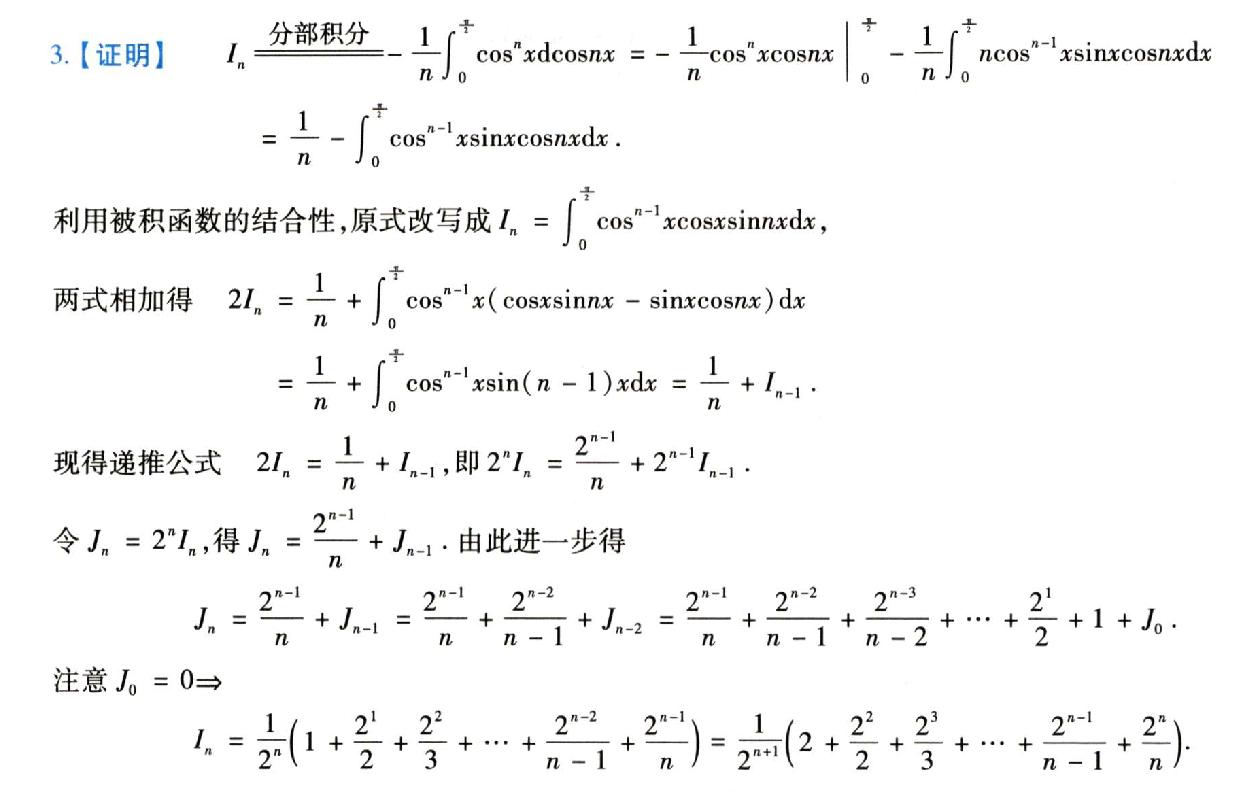 3.【证明】 $I_n \xlongequal{\text{分部积分}} -\frac{1}{n}\int_0^{\frac{\pi}{2}} \cos^n x d\cos nx = -\frac{1}{n}\cos^n x\cos nx \Big|_0^{\frac{\pi}{2}} - \frac{1}{n}\int_0^{\frac{\pi}{2}} n\cos^{n-1}x\sin x\cos nx dx$
$= \frac{1}{n} - \int_0^{\frac{\pi}{2}} \cos^{n-1}x\sin x\cos nx dx.$
利用被积函数的结合性,原式改写成 $I_n = \int_0^{\frac{\pi}{2}} \cos^{n-1}x\cos x\sin nx dx,$
两式相加得 $2I_n = \frac{1}{n} + \int_0^{\frac{\pi}{2}} \cos^{n-1}x(\cos x\sin nx - \sin x\cos nx)dx$
$= \frac{1}{n} + \int_0^{\frac{\pi}{2}} \cos^{n-1}x\sin(n-1)x dx = \frac{1}{n} + I_{n-1}.$
现得递推公式 $2I_n = \frac{1}{n} + I_{n-1}$,即 $2^n I_n = \frac{2^{n-1}}{n} + 2^{n-1}I_{n-1}.$
令 $J_n = 2^n I_n$,得 $J_n = \frac{2^{n-1}}{n} + J_{n-1}$. 由此进一步得
$J_n = \frac{2^{n-1}}{n} + J_{n-1} = \frac{2^{n-1}}{n} + \frac{2^{n-2}}{n-1} + J_{n-2} = \frac{2^{n-1}}{n} + \frac{2^{n-2}}{n-1} + \frac{2^{n-3}}{n-2} + \cdots + \frac{2^1}{2} + 1 + J_0.$
注意 $J_0 = 0 \Rightarrow$
$I_n = \frac{1}{2^n}\left(1 + \frac{2^1}{2} + \frac{2^2}{3} + \cdots + \frac{2^{n-2}}{n-1} + \frac{2^{n-1}}{n}\right) = \frac{1}{2^{n+1}}\left(2 + \frac{2^2}{2} + \frac{2^3}{3} + \cdots + \frac{2^{n-1}}{n-1} + \frac{2^n}{n}\right).$